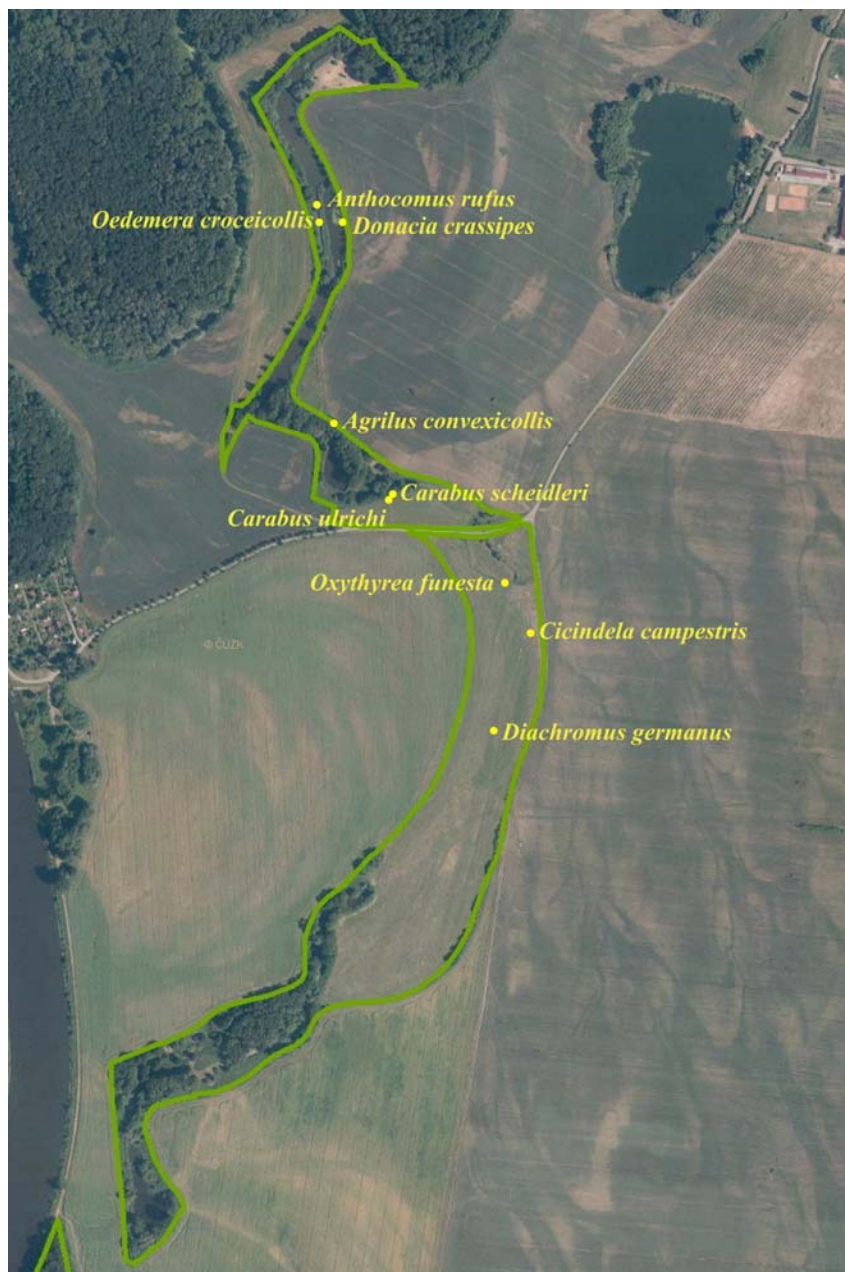 Anthocomus rufus
Oedemera croceicollis
Donacia crassipes
Agrilus convexicollis
Carabus scheidleri
Carabus ulrichi
Oxythyrea funesta
Cicindela campestris
© ČÚZK
Diachromus germanus